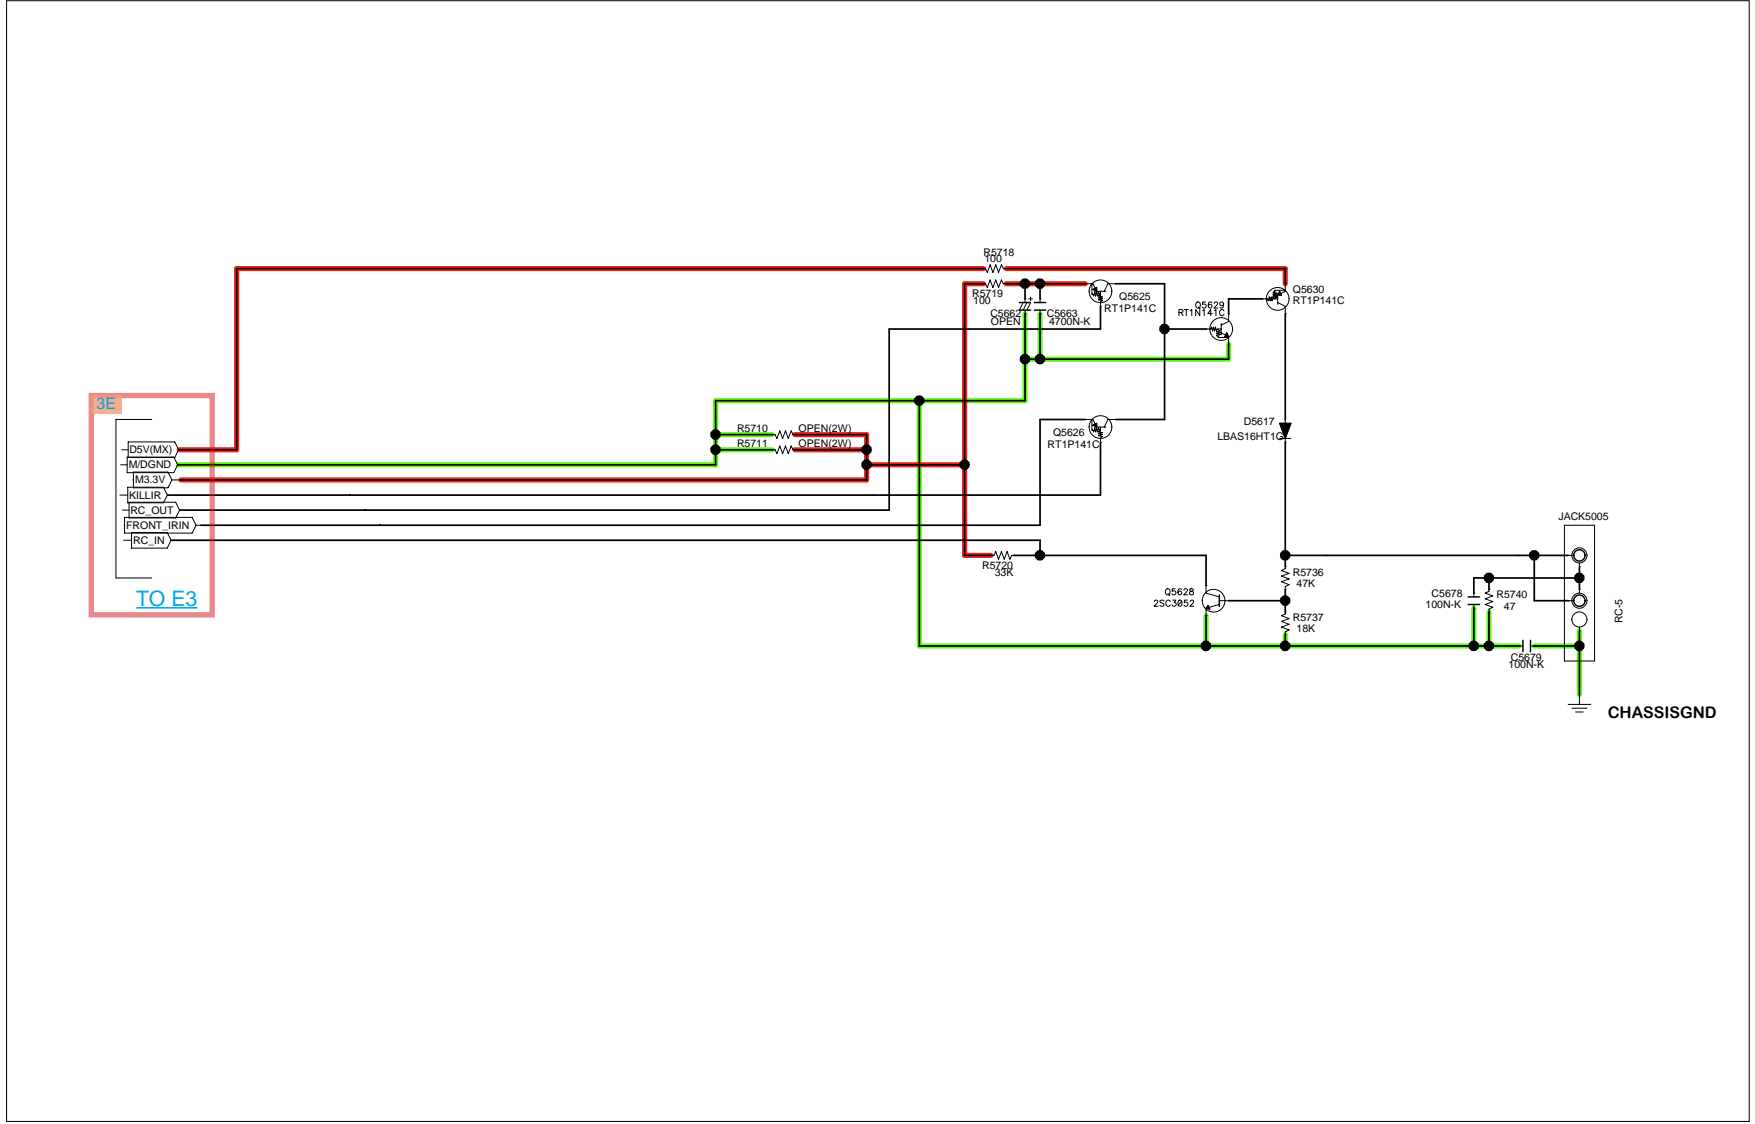 R5718
100
R5719
100
C5662
OPEN
+
C5663
4700N-K
Q5625
RT1P141C
Q5629
RT1N141C
Q5630
RT1P141C
3E
D5V(MX)
M/DGND
M3.3V
KILLIR
RC_OUT
FRONT_IRIN
RC_IN
TO E3
R5710
OPEN(2W)
R5711
OPEN(2W)
Q5626
RT1P141C
D5617
LBAS16HT1G
R5720
33K
Q5628
2SC3052
R5736
47K
R5737
18K
JACK5005
C5678
100N-K
R5740
47
RC-5
C5679
100N-K
CHASSISGND